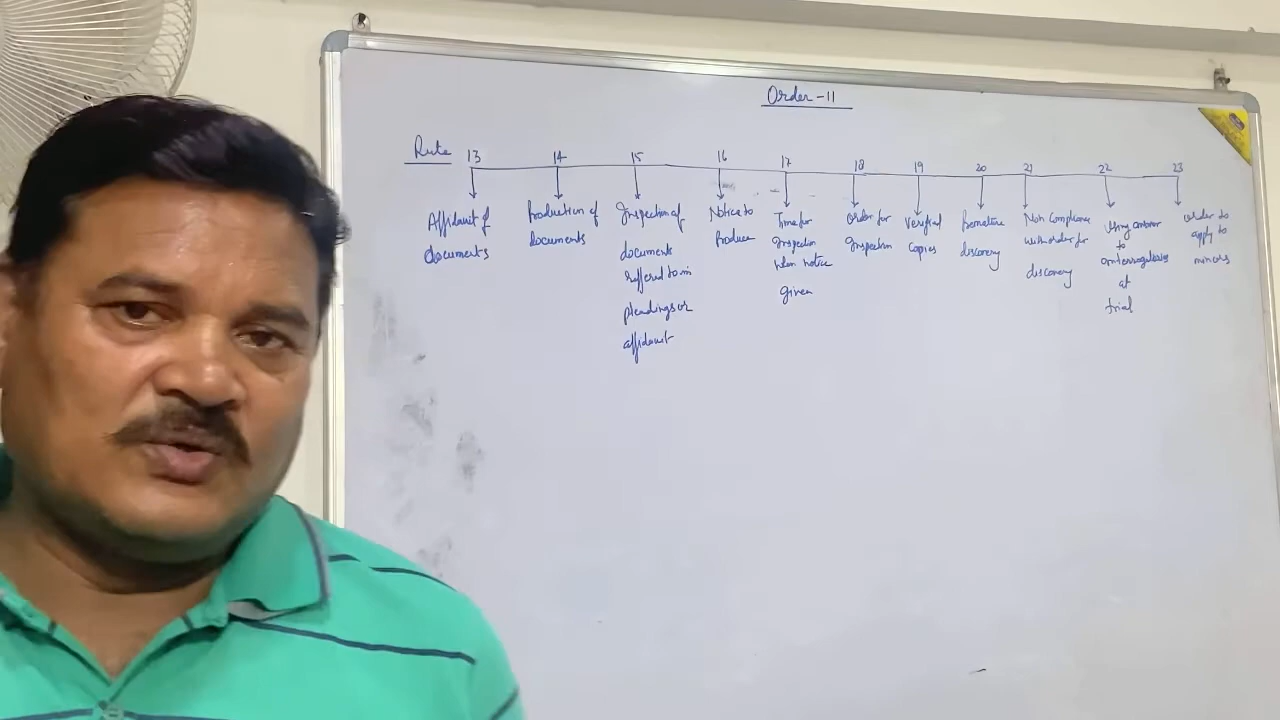 Order-11
Rule 13 14 15 16 17 18 19 20 21 22 23
Affidavit of
documents
Production of
documents
Inspection of
documents
reffered to in
pleadings or
affidavit
Notice to
Produce
Time for
Inspection
when notice
given
Order for
Inspection
Verified
Copies
Premature
discovery
Non Compliance
with order for
discovery
Using answer
to
interrogatories
at
trial
order to
apply to
minors